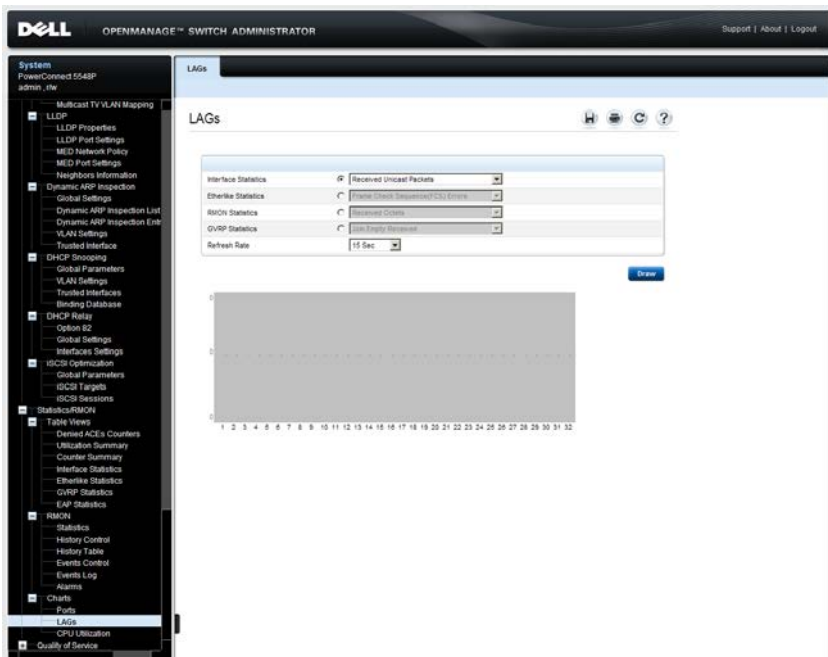 DELL OPENMANAGE™ SWITCH ADMINISTRATOR
Support | About | Logout
System
PowerConnect 5548P
admin , r/w
Multicast TV VLAN Mapping
LLDP
LLDP Properties
LLDP Port Settings
MED Network Policy
MED Port Settings
Neighbors Information
Dynamic ARP Inspection
Global Settings
Dynamic ARP Inspection List
Dynamic ARP Inspection Entr
VLAN Settings
Trusted Interface
DHCP Snooping
Global Parameters
VLAN Settings
Trusted Interfaces
Binding Database
DHCP Relay
Option 82
Global Settings
Interfaces Settings
iSCSI Optimization
Global Parameters
iSCSI Targets
iSCSI Sessions
Statistics/RMON
Table Views
Denied ACEs Counters
Utilization Summary
Counter Summary
Interface Statistics
Etherlike Statistics
GVRP Statistics
EAP Statistics
RMON
Statistics
History Control
History Table
Events Control
Events Log
Alarms
Charts
Ports
LAGs
CPU Utilization
Quality of Service
LAGs
LAGs
Interface Statistics Received Unicast Packets
Etherlike Statistics Frame Check Sequence(FCS) Errors
RMON Statistics Received Octets
GVRP Statistics Join Empty Received
Refresh Rate 15 Sec
Draw
0
0
0
1 2 3 4 5 6 7 8 9 10 11 12 13 14 15 16 17 18 19 20 21 22 23 24 25 26 27 28 29 30 31 32